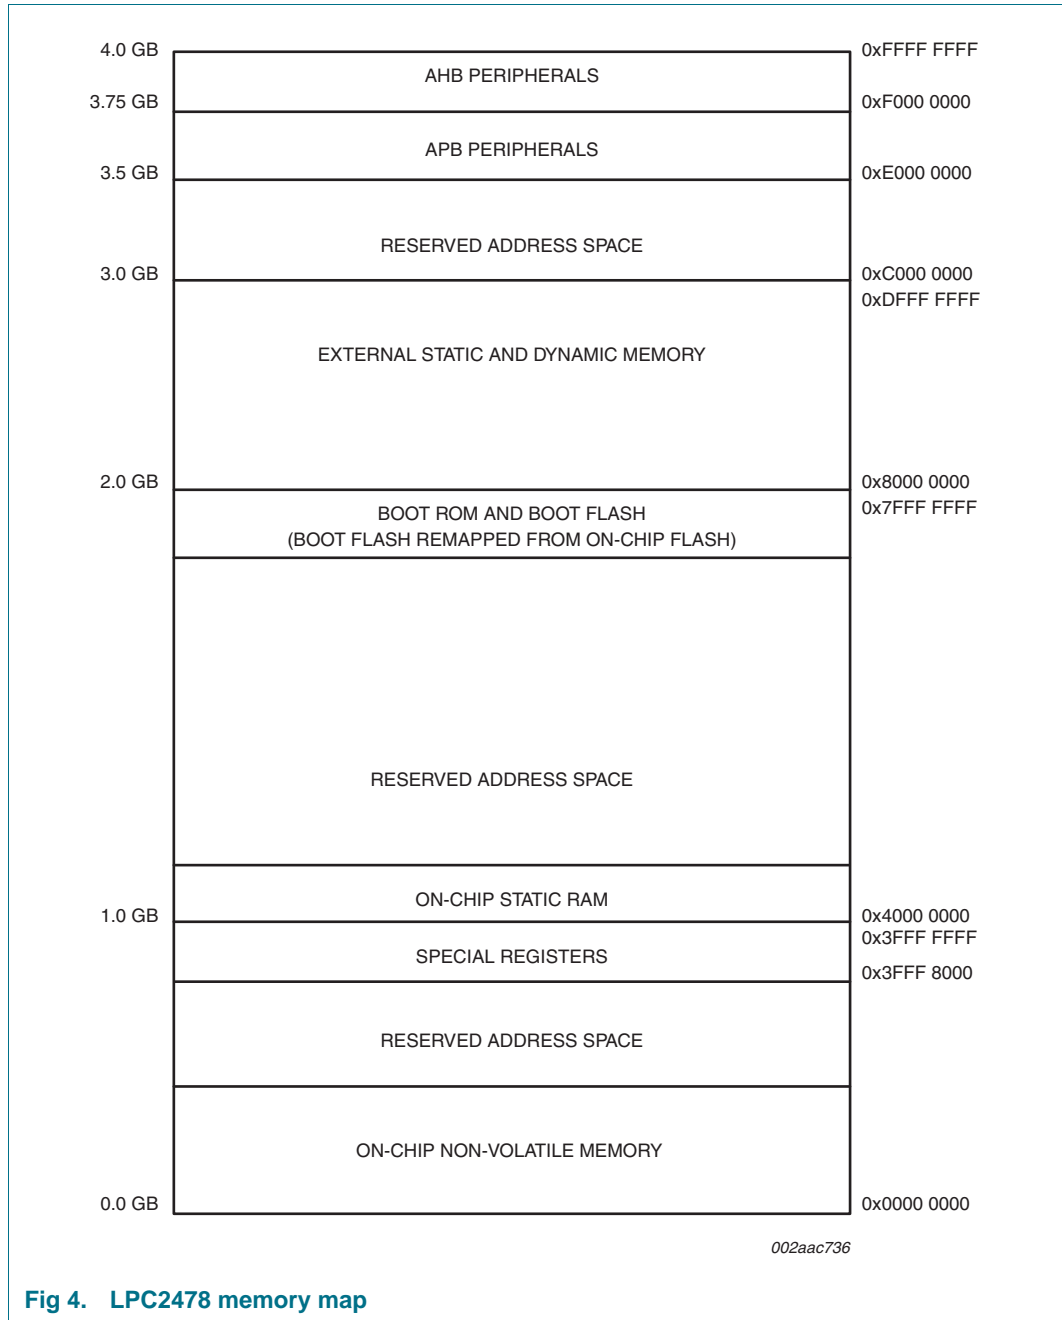 4.0 GB 0xFFFF FFFF
AHB PERIPHERALS
3.75 GB 0xF000 0000
APB PERIPHERALS
3.5 GB 0xE000 0000
RESERVED ADDRESS SPACE
3.0 GB 0xC000 0000
0xDFFF FFFF
EXTERNAL STATIC AND DYNAMIC MEMORY
2.0 GB 0x8000 0000
0x7FFF FFFF
BOOT ROM AND BOOT FLASH
(BOOT FLASH REMAPPED FROM ON-CHIP FLASH)
RESERVED ADDRESS SPACE
ON-CHIP STATIC RAM
1.0 GB 0x4000 0000
0x3FFF FFFF
SPECIAL REGISTERS
0x3FFF 8000
RESERVED ADDRESS SPACE
ON-CHIP NON-VOLATILE MEMORY
0.0 GB 0x0000 0000
002aac736
Fig 4. LPC2478 memory map